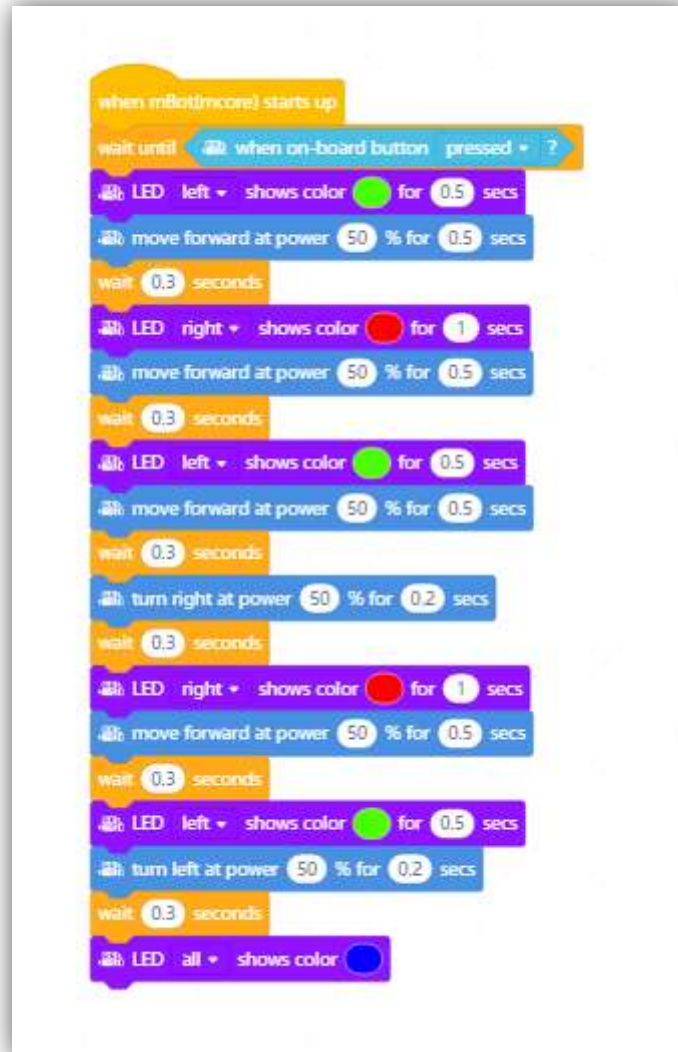 when mBot(mcore) starts up
wait until when on-board button pressed ?
LED left shows color for 0.5 secs
move forward at power 50 % for 0.5 secs
wait 0.3 seconds
LED right shows color for 1 secs
move forward at power 50 % for 0.5 secs
wait 0.3 seconds
LED left shows color for 0.5 secs
move forward at power 50 % for 0.5 secs
wait 0.3 seconds
turn right at power 50 % for 0.2 secs
wait 0.3 seconds
LED right shows color for 1 secs
move forward at power 50 % for 0.5 secs
wait 0.3 seconds
LED left shows color for 0.5 secs
turn left at power 50 % for 0.2 secs
wait 0.3 seconds
LED all shows color